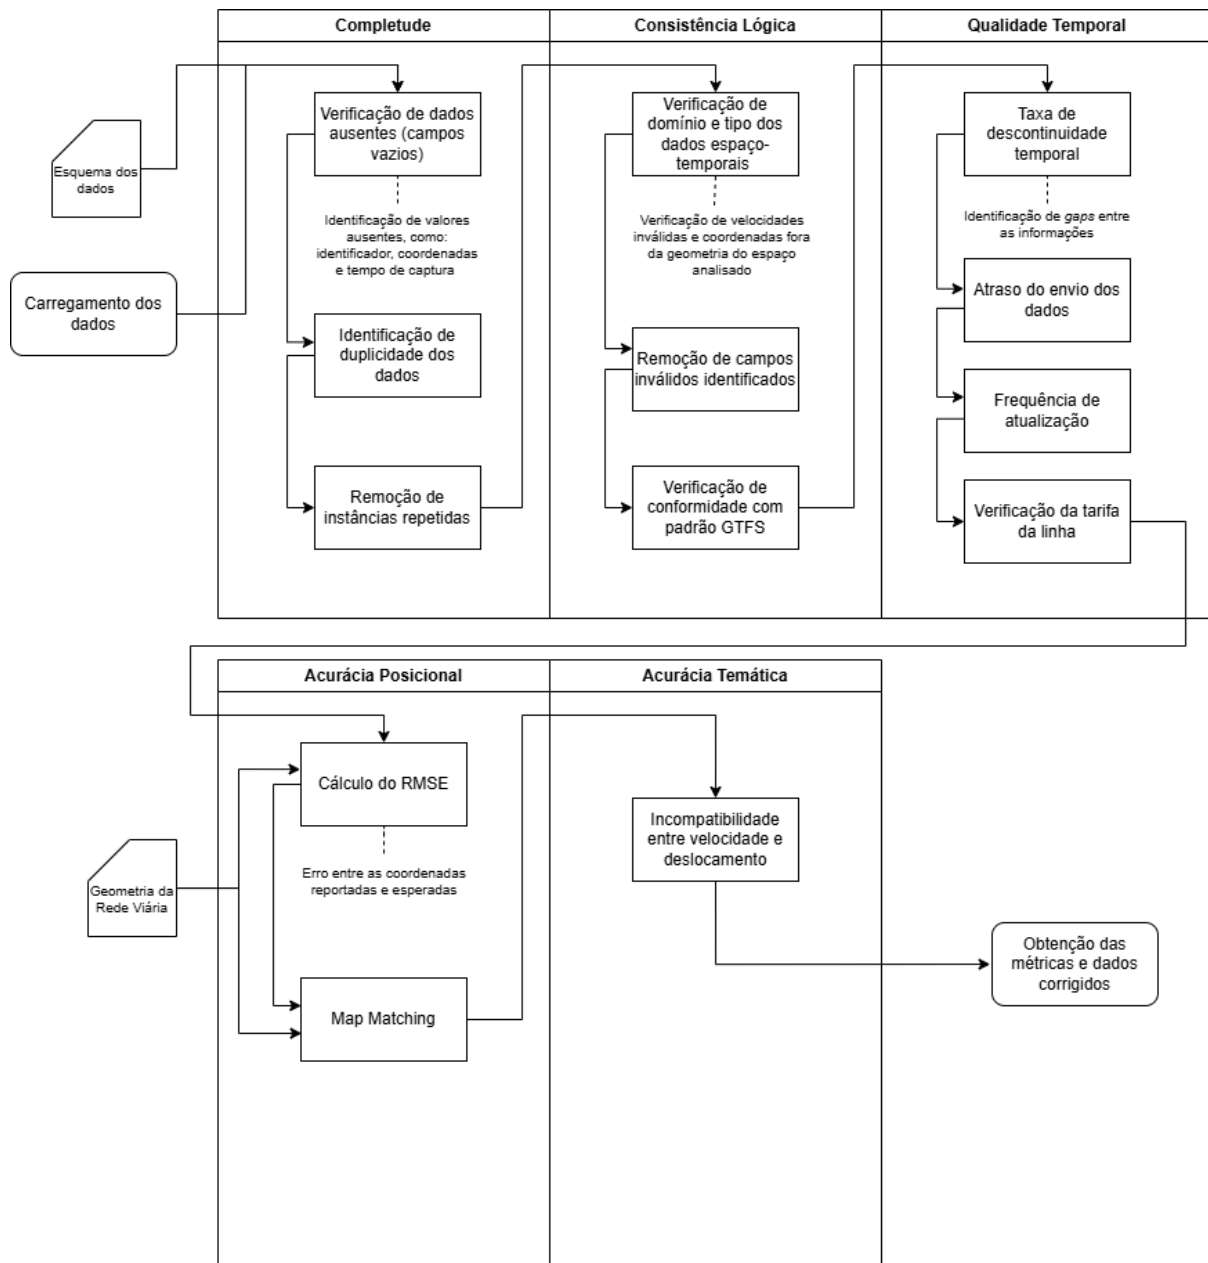 Completude
Consistência Lógica
Qualidade Temporal
Esquema dos
dados
Carregamento dos
dados
Verificação de dados
ausentes (campos
vazios)
Identificação de valores
ausentes, como:
identificador, coordenadas
e tempo de captura
Identificação de
duplicidade dos
dados
Remoção de
instâncias repetidas
Verificação de
domínio e tipo dos
dados espaço-
temporais
Verificação de velocidades
inválidas e coordenadas fora
da geometria do espaço
analisado
Remoção de campos
inválidos identificados
Verificação de
conformidade com
padrão GTFS
Taxa de
descontinuidade
temporal
Identificação de gaps entre
as informações
Atraso do envio dos
dados
Frequência de
atualização
Verificação da tarifa
da linha
Acurácia Posicional
Acurácia Temática
Geometria da
Rede Viária
Cálculo do RMSE
Erro entre as coordenadas
reportadas e esperadas
Map Matching
Incompatibilidade
entre velocidade e
deslocamento
Obtenção das
métricas e dados
corrigidos